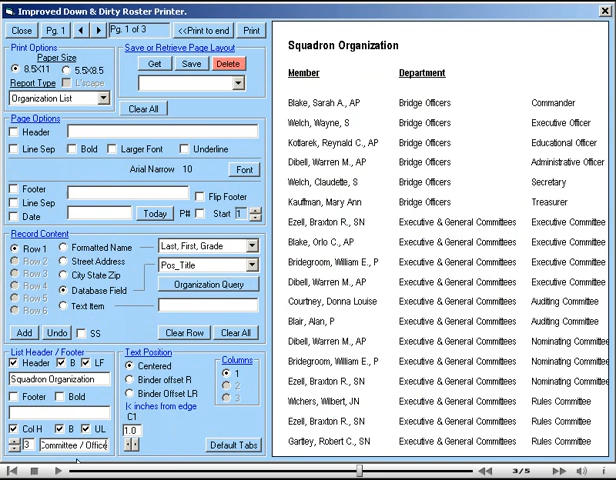 Improved Down & Dirty Roster Printer.
Close Pg. 1 Pg. 1 of 3 <<Print to end Print
Print Options
Paper Size
8.5X11 5.5x8.5
Report Type L'scape
Organization List
Save or Retrieve Page Layout
Get Save Delete
Clear All
Page Options
Header
Line Sep Bold Larger Font Underline
Arial Narrow 10 Font
Footer
Flip Footer
Line Sep
Date Today P# Start 1
Record Content
Row 1 Formatted Name Last, First, Grade
Row 2 Street Address Pos_Title
Row 3 City State Zip
Row 4 Database Field Organization Query
Row 5 Text Item
Row 6
Add Undo SS Clear Row Clear All
List Header / Footer
Header B LF
Squadron Organization
Footer Bold
Col H B UL
3 Committee / Office
Text Position
Centered
Binder offset R
Binder Offset LR
|< inches from edge
C1
1.0
Columns
1
2
3
Default Tabs
Squadron Organization
Member Department
Blake, Sarah A., AP Bridge Officers Commander
Welch, Wayne, S Bridge Officers Executive Officer
Kotlarek, Reynald C., AP Bridge Officers Educational Officer
Dibell, Warren M., AP Bridge Officers Administrative Officer
Welch, Claudette, S Bridge Officers Secretary
Kauffman, Mary Ann Bridge Officers Treasurer
Ezell, Braxton R., SN Executive & General Committees Executive Committee
Blake, Orlo C., AP Executive & General Committees Executive Committee
Bridegroom, William E., P Executive & General Committees Executive Committee
Dibell, Warren M., AP Executive & General Committees Executive Committee
Courtney, Donna Louise Executive & General Committees Auditing Committee
Blair, Alan, P Executive & General Committees Auditing Committee
Dibell, Warren M., AP Executive & General Committees Nominating Committee
Bridegroom, William E., P Executive & General Committees Nominating Committee
Ezell, Braxton R., SN Executive & General Committees Nominating Committee
Wichers, Wilbert, JN Executive & General Committees Rules Committee
Ezell, Braxton R., SN Executive & General Committees Rules Committee
Gartley, Robert C., SN Executive & General Committees Rules Committee
3/5